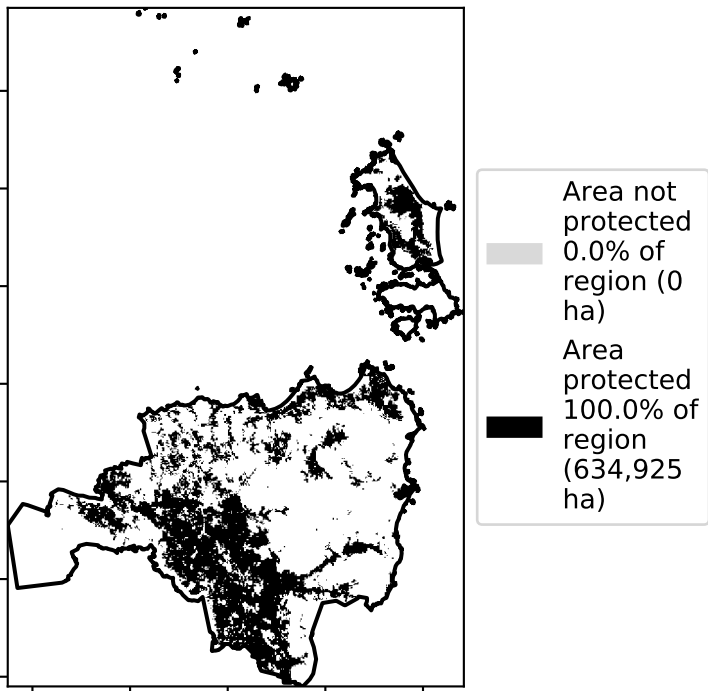 Area not
protected
0.0% of
region (0
ha)
Area
protected
100.0% of
region
(634,925
ha)